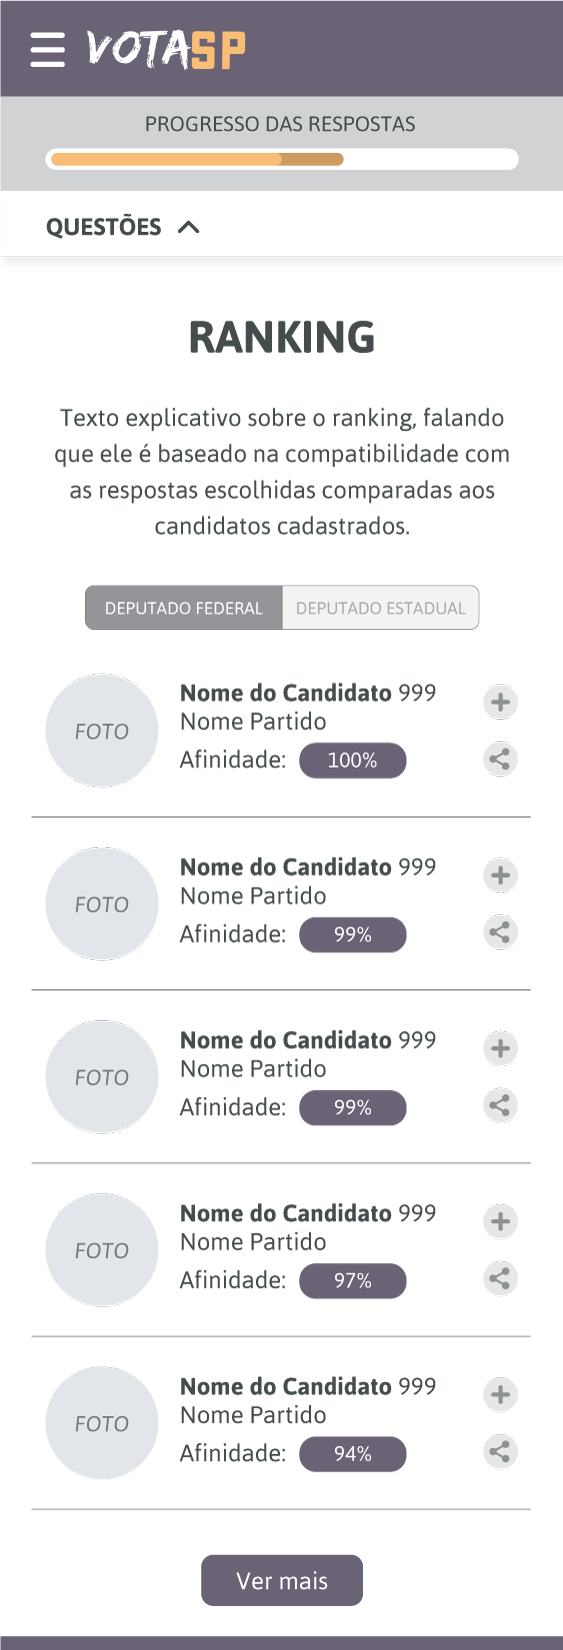 VOTASP
PROGRESSO DAS RESPOSTAS
QUESTÕES
RANKING
Texto explicativo sobre o ranking, falando
que ele é baseado na compatibilidade com
as respostas escolhidas comparadas aos
candidatos cadastrados.
DEPUTADO FEDERAL
DEPUTADO ESTADUAL
FOTO
Nome do Candidato 999
Nome Partido
Afinidade: 100%
FOTO
Nome do Candidato 999
Nome Partido
Afinidade: 99%
FOTO
Nome do Candidato 999
Nome Partido
Afinidade: 99%
FOTO
Nome do Candidato 999
Nome Partido
Afinidade: 97%
FOTO
Nome do Candidato 999
Nome Partido
Afinidade: 94%
Ver mais